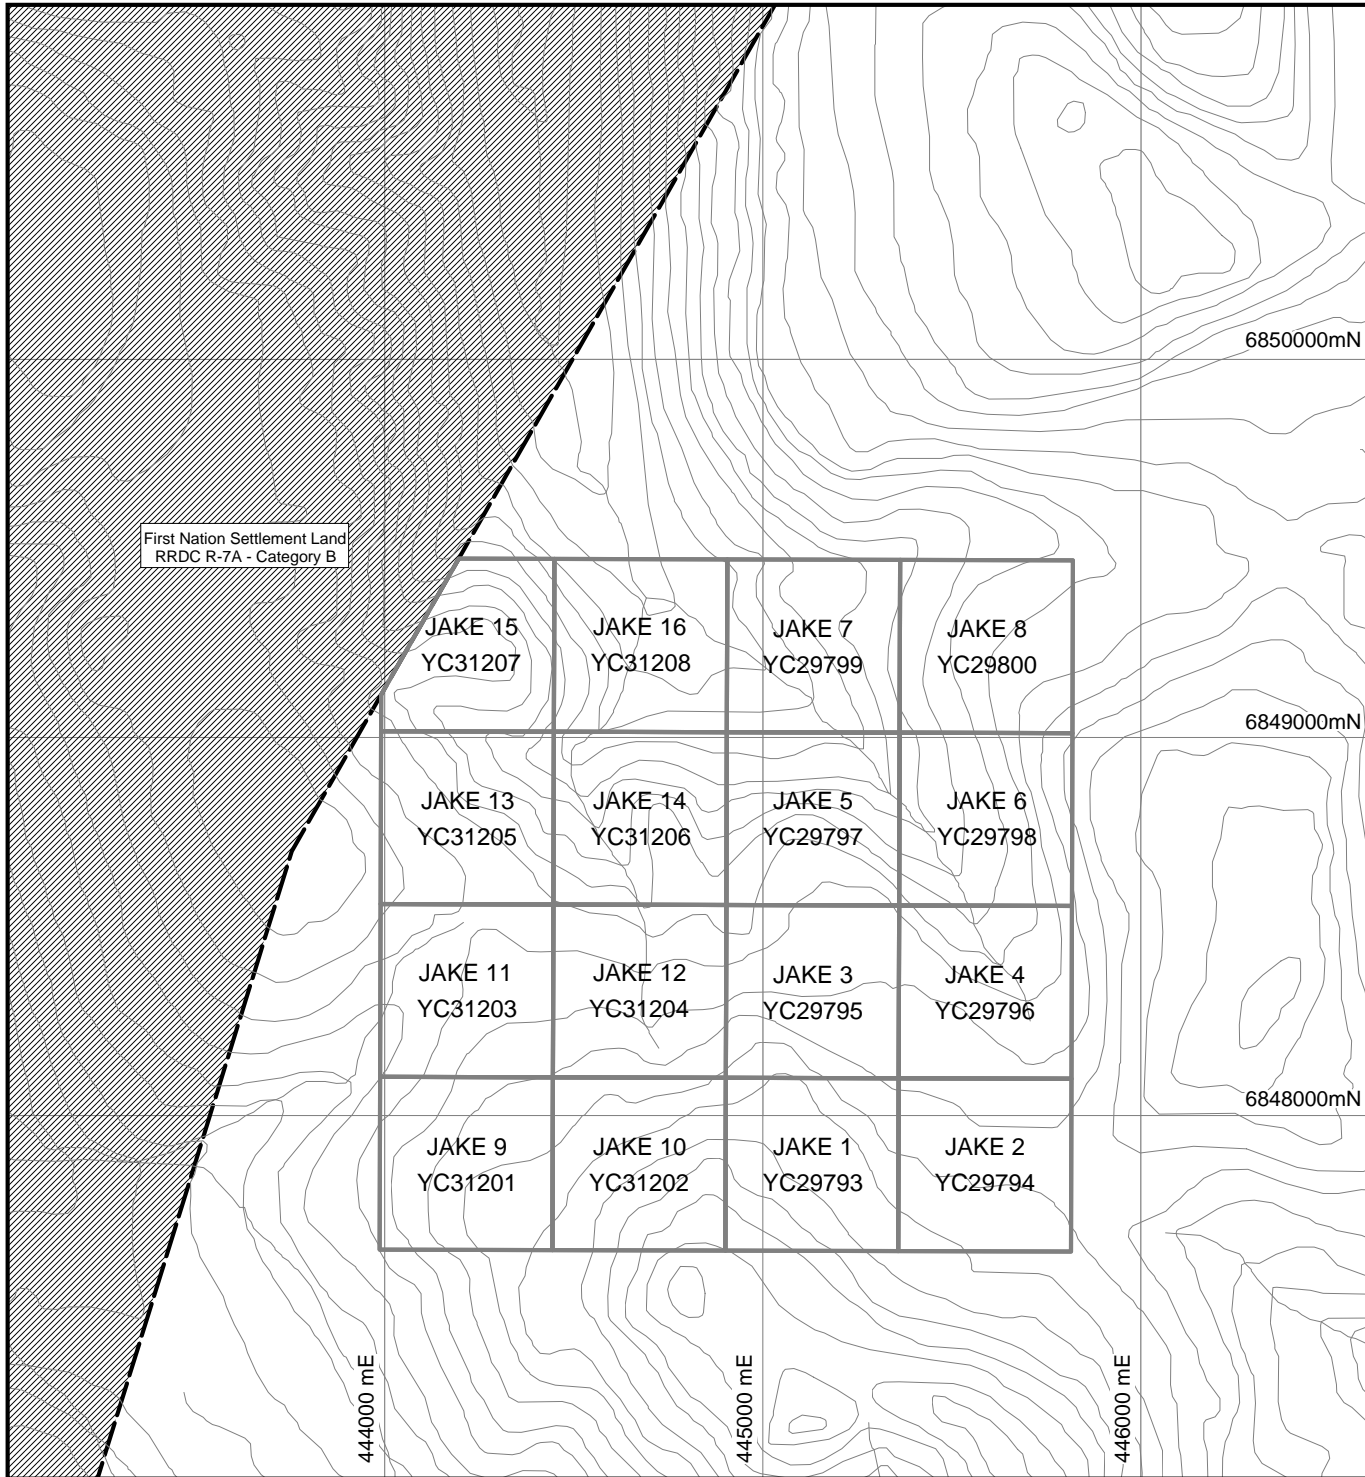 6850000mN
First Nation Settlement Land
RRDC R-7A - Category B
JAKE 15
YC31207
JAKE 16
YC31208
JAKE 7
YC29799
JAKE 8
YC29800
6849000mN
JAKE 13
YC31205
JAKE 14
YC31206
JAKE 5
YC29797
JAKE 6
YC29798
JAKE 11
YC31203
JAKE 12
YC31204
JAKE 3
YC29795
JAKE 4
YC29796
6848000mN
JAKE 9
YC31201
JAKE 10
YC31202
JAKE 1
YC29793
JAKE 2
YC29794
444000 mE
445000 mE
446000 mE